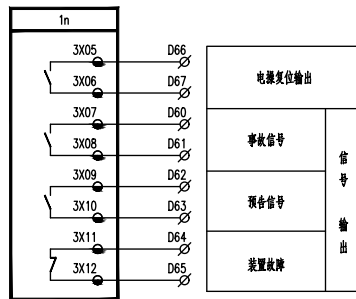 1n
3X05 D66
3X06 D67
电操复位输出
3X07 D60
3X08 D61
事故信号
3X09 D62
3X10 D63
预告信号
3X11 D64
3X12 D65
装置故障
信号输出